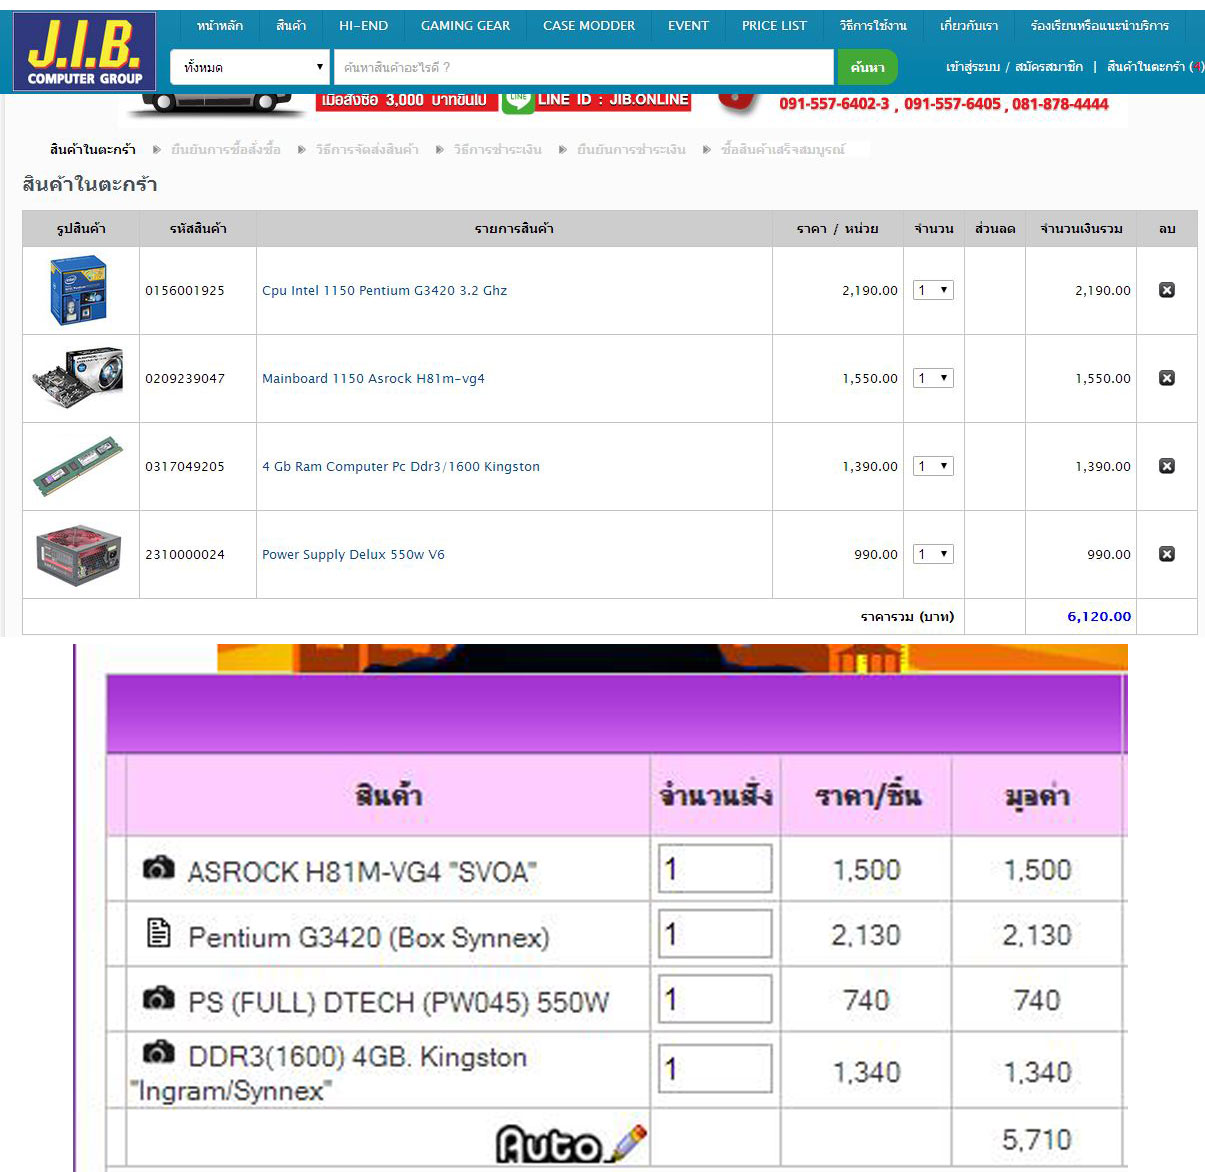 J.I.B.
COMPUTER GROUP
หน้าหลัก สินค้า HI-END GAMING GEAR CASE MODDER EVENT PRICE LIST วิธีการใช้งาน เกี่ยวกับเรา ร้องเรียนหรือแนะนำบริการ
ทั้งหมด ค้นหาสินค้าอะไรดี ? ค้นหา เข้าสู่ระบบ / สมัครสมาชิก | สินค้าในตะกร้า (4)
เมื่อสั่งซื้อ 3,000 บาทขึ้นไป LINE LINE ID : JIB.ONLINE 091-557-6402-3 , 091-557-6405 , 081-878-4444
สินค้าในตะกร้า ยืนยันการซื้อสั่งซื้อ วิธีการจัดส่งสินค้า วิธีการชำระเงิน ยืนยันการชำระเงิน ซื้อสินค้าเสร็จสมบูรณ์
สินค้าในตะกร้า
รูปสินค้า รหัสสินค้า รายการสินค้า ราคา / หน่วย จำนวน ส่วนลด จำนวนเงินรวม ลบ
0156001925 Cpu Intel 1150 Pentium G3420 3.2 Ghz 2,190.00 1 2,190.00
0209239047 Mainboard 1150 Asrock H81m-vg4 1,550.00 1 1,550.00
0317049205 4 Gb Ram Computer Pc Ddr3/1600 Kingston 1,390.00 1 1,390.00
2310000024 Power Supply Delux 550w V6 990.00 1 990.00
ราคารวม (บาท) 6,120.00
สินค้า จำนวนสั่ง ราคา/ชิ้น มูลค่า
ASROCK H81M-VG4 "SVOA" 1 1,500 1,500
Pentium G3420 (Box Synnex) 1 2,130 2,130
PS (FULL) DTECH (PW045) 550W 1 740 740
DDR3(1600) 4GB. Kingston
"Ingram/Synnex" 1 1,340 1,340
Auto 5,710